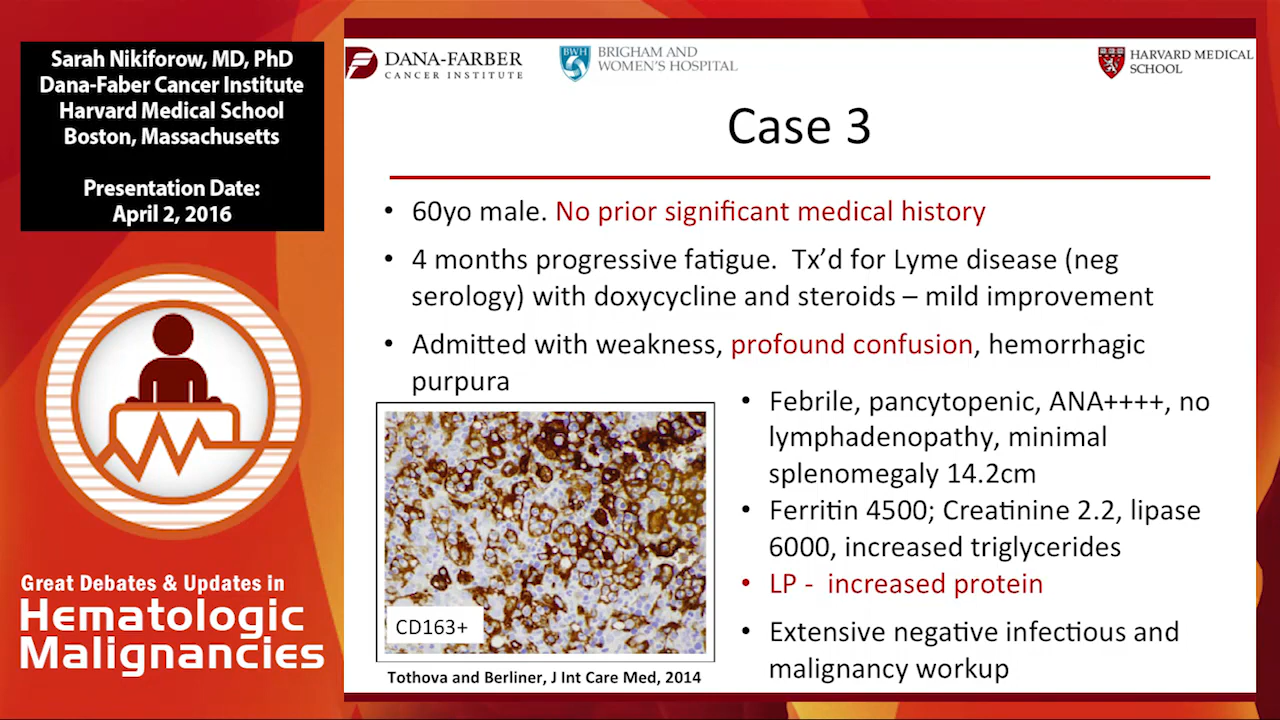 Sarah Nikiforow, MD, PhD
Dana-Faber Cancer Institute
Harvard Medical School
Boston, Massachusetts
Presentation Date:
April 2, 2016
Great Debates & Updates in
Hematologic
Malignancies
DANA-FARBER
CANCER INSTITUTE
BWH
BRIGHAM AND
WOMEN'S HOSPITAL
HARVARD MEDICAL
SCHOOL
Case 3
• 60yo male. No prior significant medical history
• 4 months progressive fatigue. Tx'd for Lyme disease (neg
serology) with doxycycline and steroids – mild improvement
• Admitted with weakness, profound confusion, hemorrhagic
purpura
CD163+
Tothova and Berliner, J Int Care Med, 2014
• Febrile, pancytopenic, ANA++++, no
lymphadenopathy, minimal
splenomegaly 14.2cm
• Ferritin 4500; Creatinine 2.2, lipase
6000, increased triglycerides
• LP - increased protein
• Extensive negative infectious and
malignancy workup